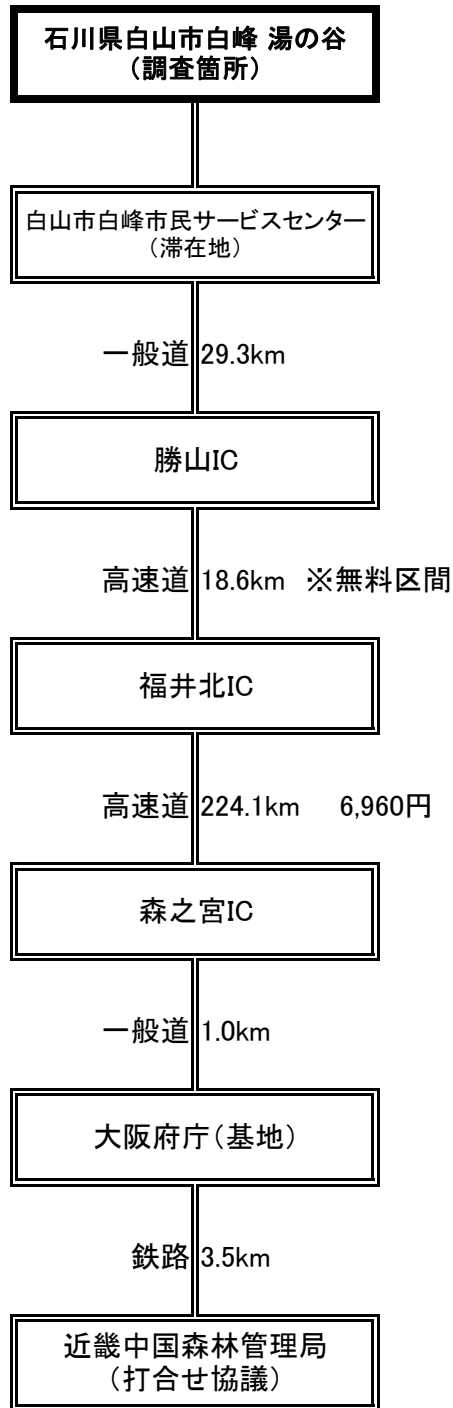 石川県白山市白峰 湯の谷
（調査箇所）
白山市白峰市民サービスセンター
（滞在地）
一般道 29.3km
勝山IC
高速道 18.6km ※無料区間
福井北IC
高速道 224.1km 6,960円
森之宮IC
一般道 1.0km
大阪府庁（基地）
鉄路 3.5km
近畿中国森林管理局
（打合せ協議）